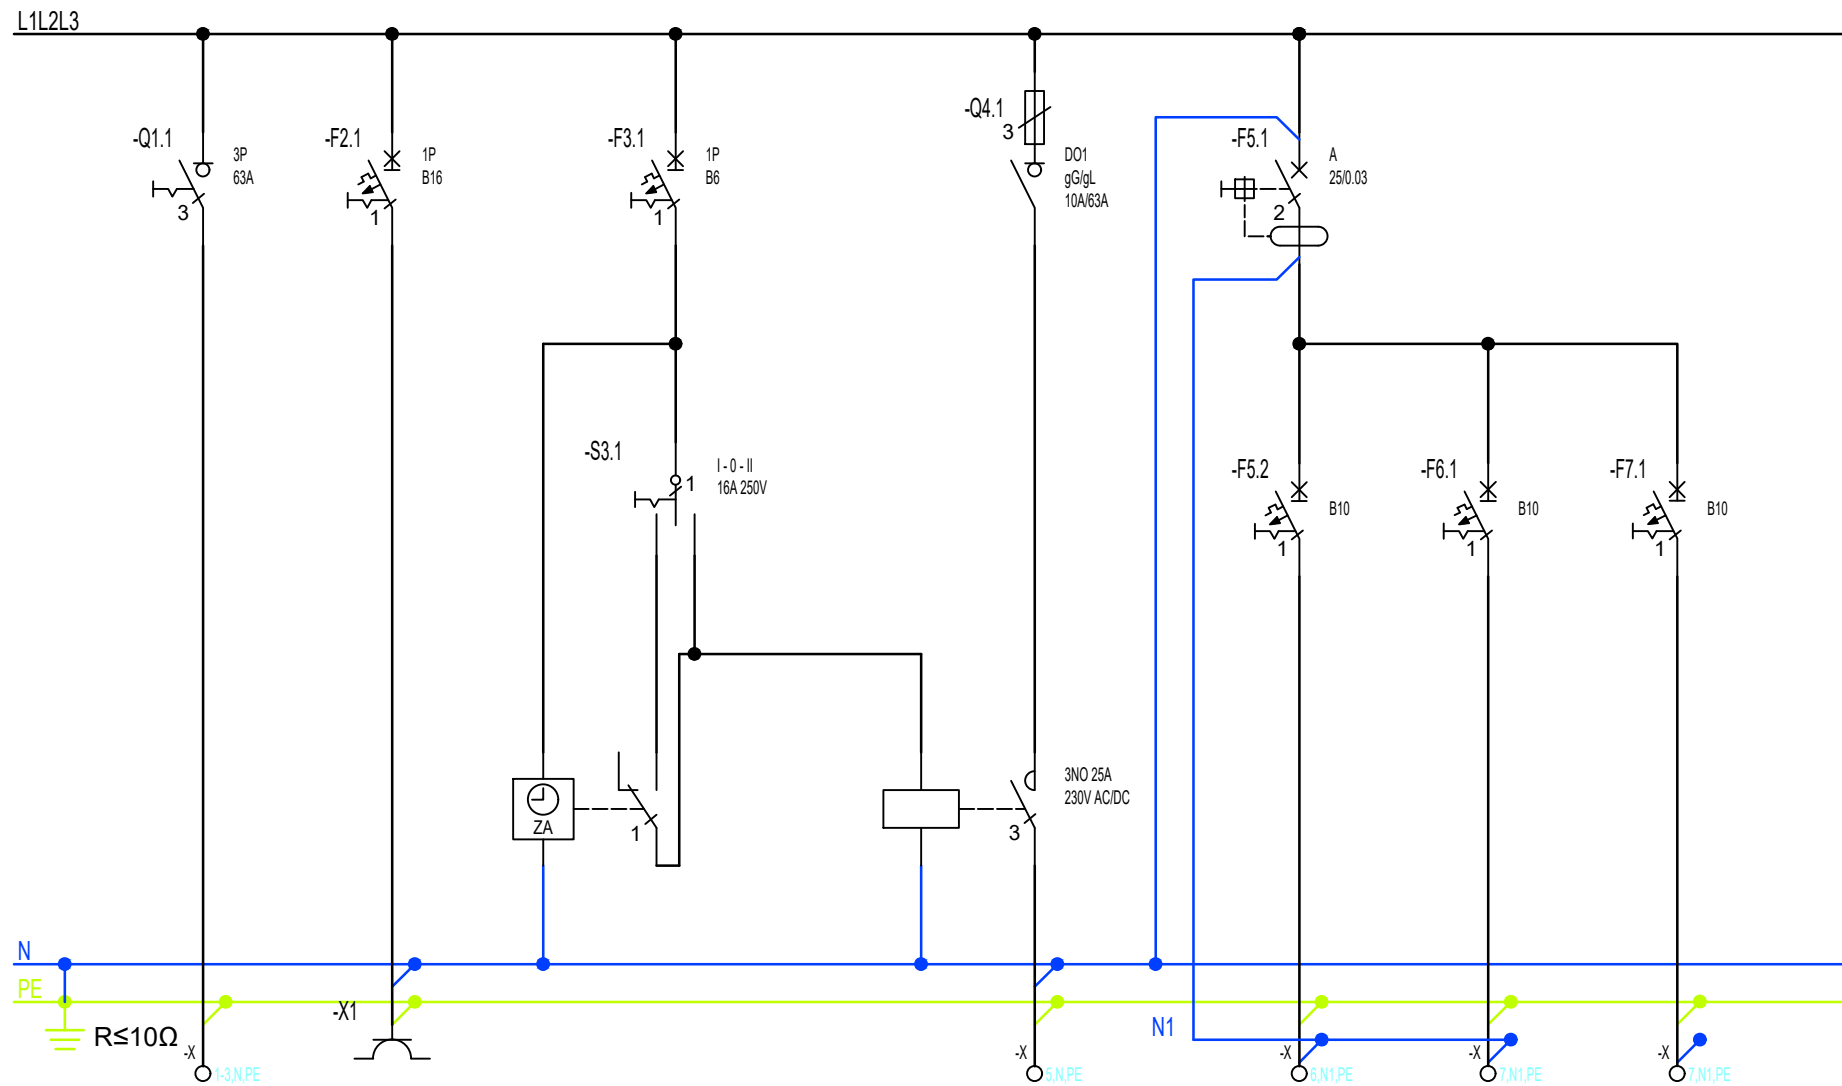 L1L2L3
-Q1.1
3P
63A
3
-F2.1
1P
B16
1
-F3.1
1P
B6
1
-Q4.1
3
DO1
gG/gL
10A/63A
-F5.1
A
25/0.03
2
-S3.1
1
I - 0 - II
16A 250V
-F5.2
B10
1
-F6.1
B10
1
-F7.1
B10
1
ZA
1
3NO 25A
230V AC/DC
3
N
PE
R≤10Ω
-X1
N1
-X
1-3,N,PE
-X
5,N,PE
-X
6,N1,PE
-X
7,N1,PE
-X
7,N1,PE